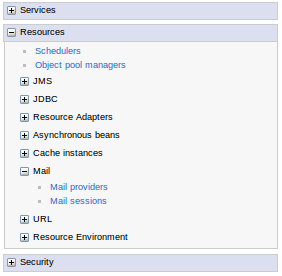 Services
Resources
Schedulers
Object pool managers
JMS
JDBC
Resource Adapters
Asynchronous beans
Cache instances
Mail
Mail providers
Mail sessions
URL
Resource Environment
Security